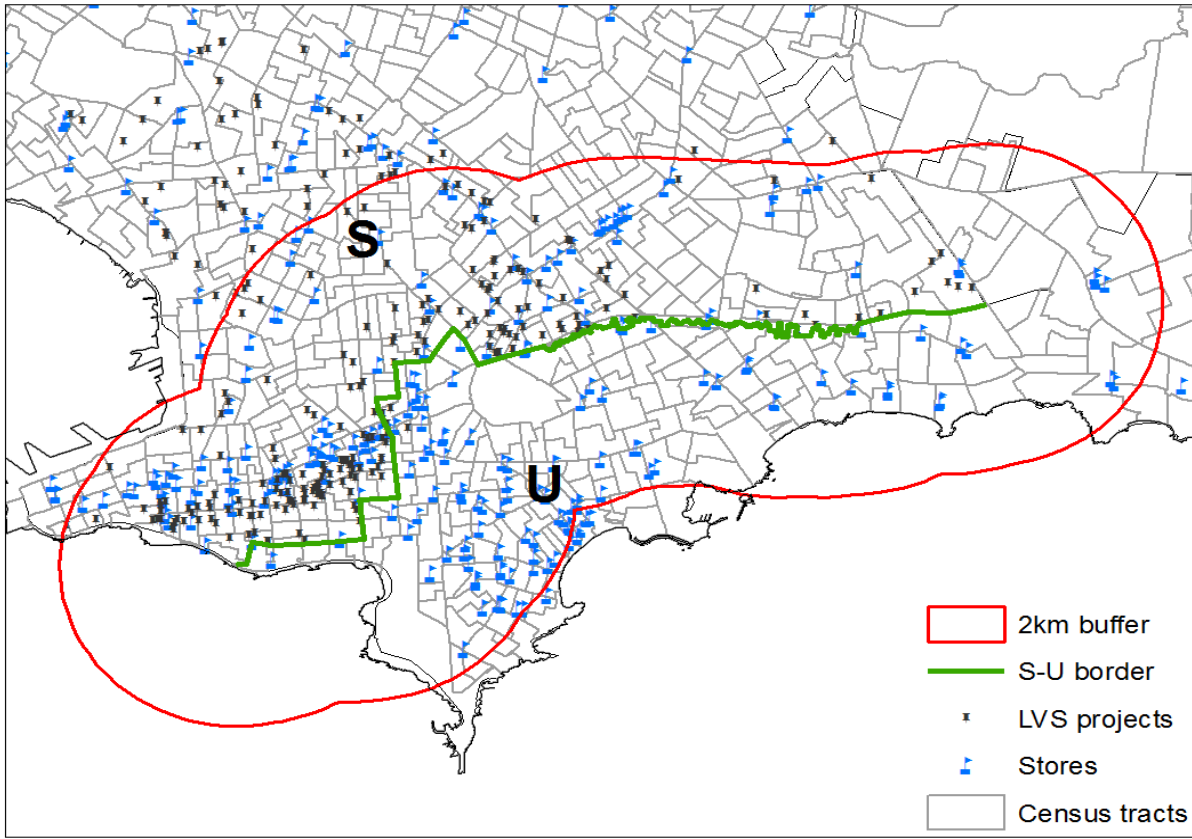 S
U
2km buffer
S-U border
LVS projects
Stores
Census tracts